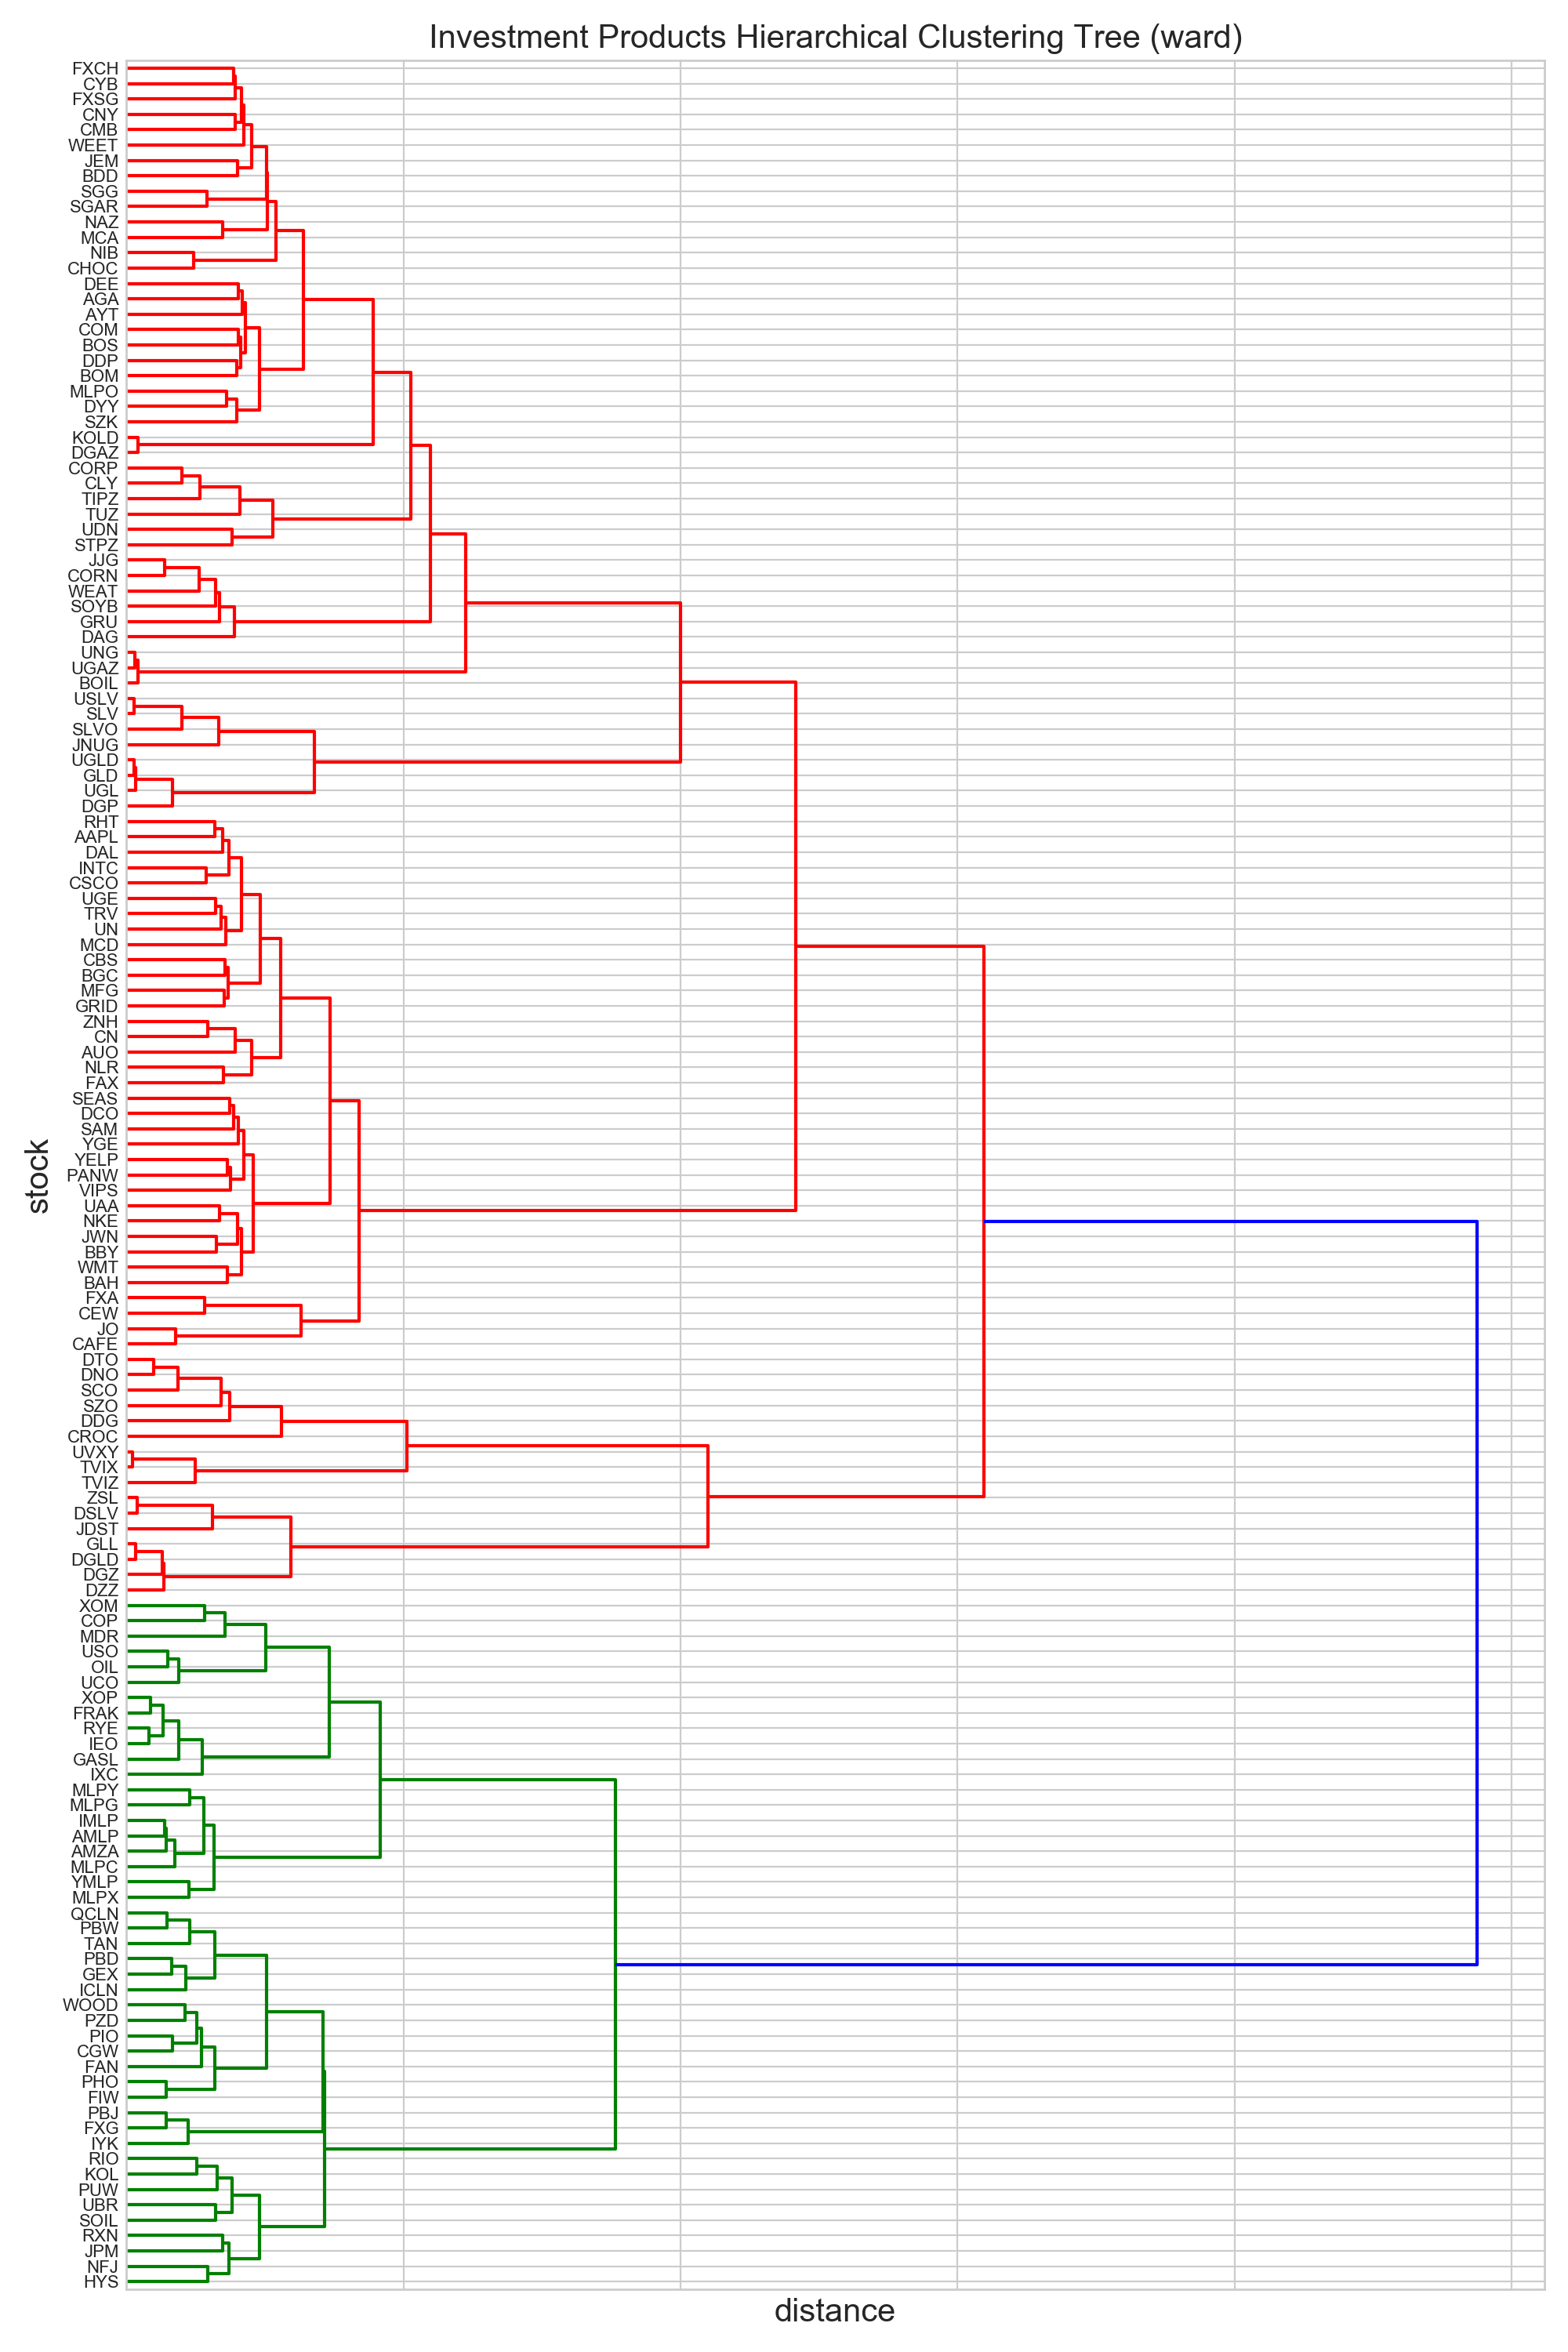 Investment Products Hierarchical Clustering Tree (ward)
FXCH
CYB
FXSG
CNY
CMB
WEET
JEM
BDD
SGG
SGAR
NAZ
MCA
NIB
CHOC
DEE
AGA
AYT
COM
BOS
DDP
BOM
MLPO
DYY
SZK
KOLD
DGAZ
CORP
CLY
TIPZ
TUZ
UDN
STPZ
JJG
CORN
WEAT
SOYB
GRU
DAG
UNG
UGAZ
BOIL
USLV
SLV
SLVO
JNUG
UGLD
GLD
UGL
DGP
RHT
AAPL
DAL
INTC
CSCO
UGE
TRV
UN
MCD
CBS
BGC
MFG
GRID
ZNH
CN
AUO
NLR
FAX
SEAS
DCO
SAM
YGE
YELP
PANW
VIPS
UAA
NKE
JWN
BBY
WMT
BAH
FXA
CEW
JO
CAFE
DTO
DNO
SCO
SZO
DDG
CROC
UVXY
TVIX
TVIZ
ZSL
DSLV
JDST
GLL
DGLD
DGZ
DZZ
XOM
COP
MDR
USO
OIL
UCO
XOP
FRAK
RYE
IEO
GASL
IXC
MLPY
MLPG
IMLP
AMLP
AMZA
MLPC
YMLP
MLPX
QCLN
PBW
TAN
PBD
GEX
ICLN
WOOD
PZD
PIO
CGW
FAN
PHO
FIW
PBJ
FXG
IYK
RIO
KOL
PUW
UBR
SOIL
RXN
JPM
NFJ
HYS
stock
distance